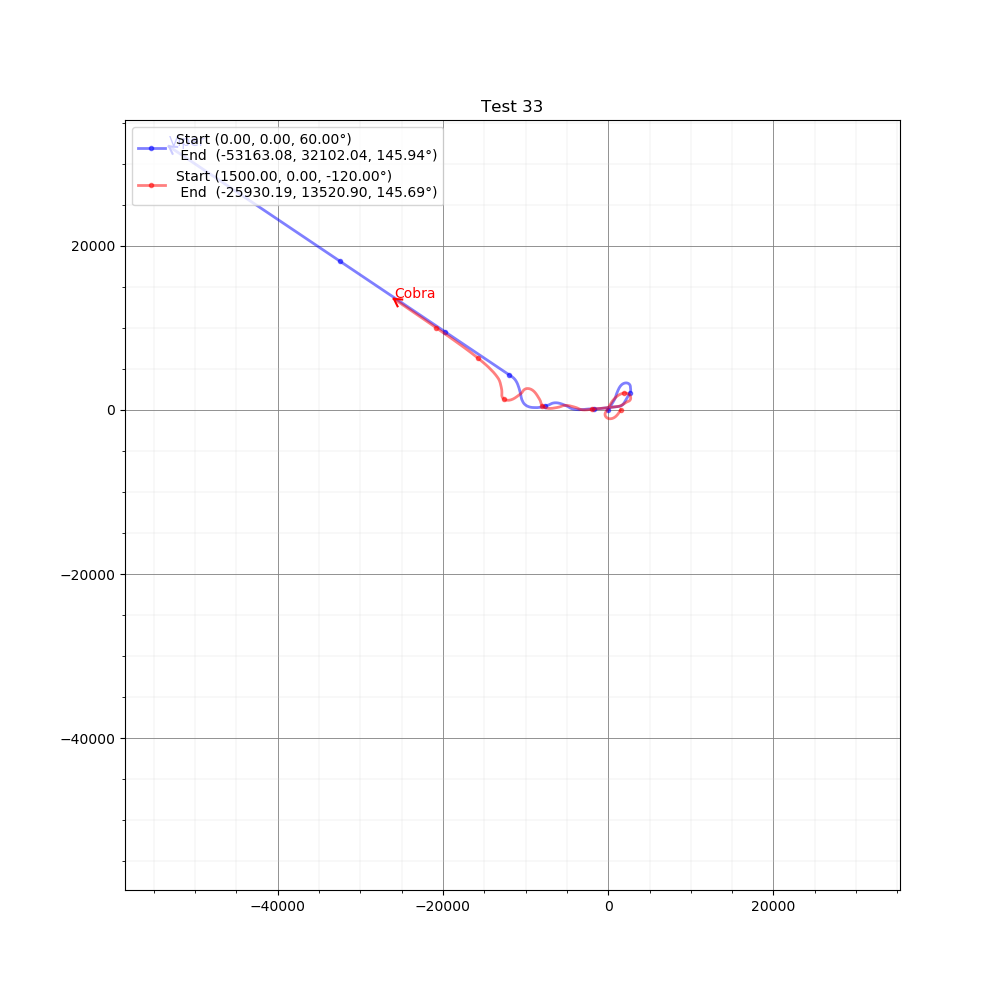 Test 33
Start (0.00, 0.00, 60.00°)
End (-53163.08, 32102.04, 145.94°)
Start (1500.00, 0.00, -120.00°)
End (-25930.19, 13520.90, 145.69°)
Cobra
20000
0
−20000
−40000
−40000 −20000 0 20000